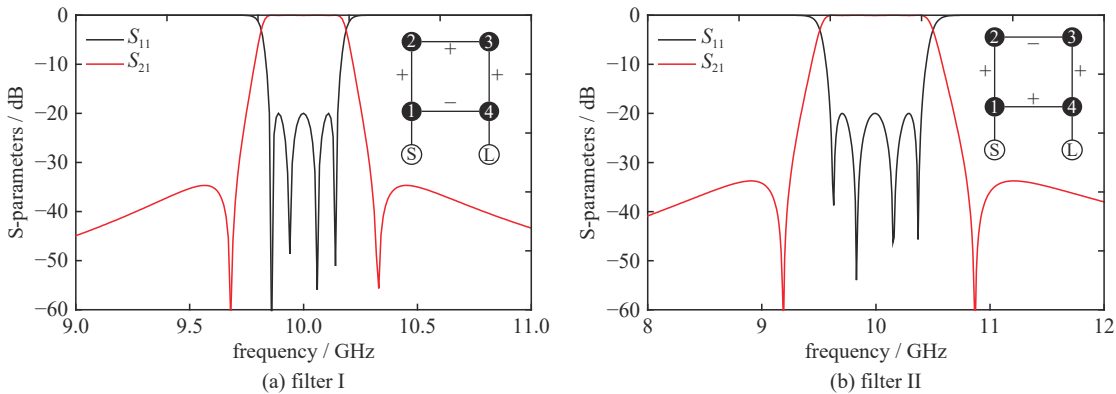 0
−10
−20
−30
−40
−50
−60
S-parameters / dB
S₁₁
S₂₁
2 3
+
+ +
−
1 4
S L
9.0 9.5 10.0 10.5 11.0
frequency / GHz
(a) filter I
0
−10
−20
−30
−40
−50
−60
S-parameters / dB
S₁₁
S₂₁
2 3
−
+ +
+
1 4
S L
8 9 10 11 12
frequency / GHz
(b) filter II